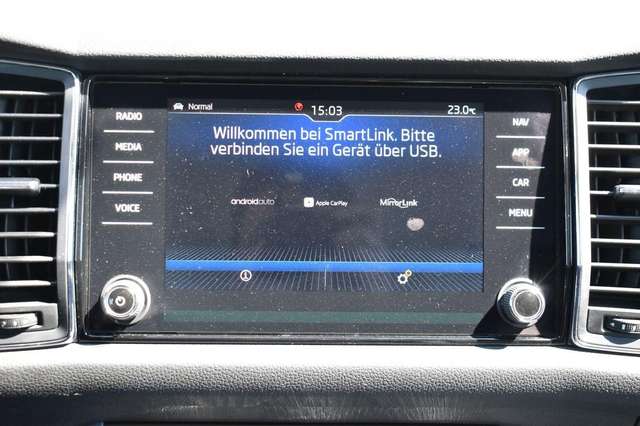 RADIO
MEDIA
PHONE
VOICE
Normal
15:03
23.0°C
Willkommen bei SmartLink. Bitte
verbinden Sie ein Gerät über USB.
androidauto
Apple CarPlay
MirrorLink
NAV
APP
CAR
MENU